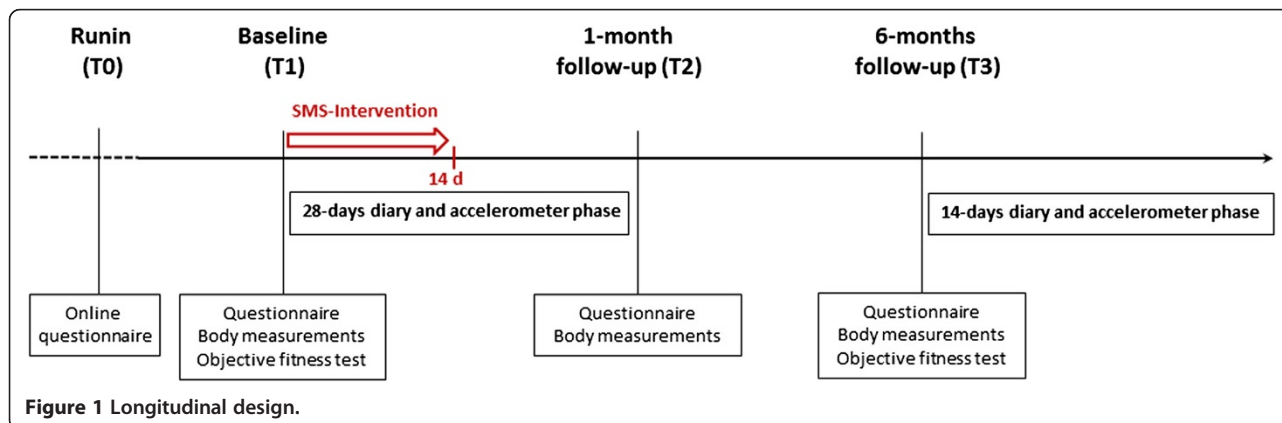 Runin
(T0)
Baseline
(T1)
1-month
follow-up (T2)
6-months
follow-up (T3)
SMS-Intervention
14 d
28-days diary and accelerometer phase
14-days diary and accelerometer phase
Online
questionnaire
Questionnaire
Body measurements
Objective fitness test
Questionnaire
Body measurements
Questionnaire
Body measurements
Objective fitness test
Figure 1 Longitudinal design.